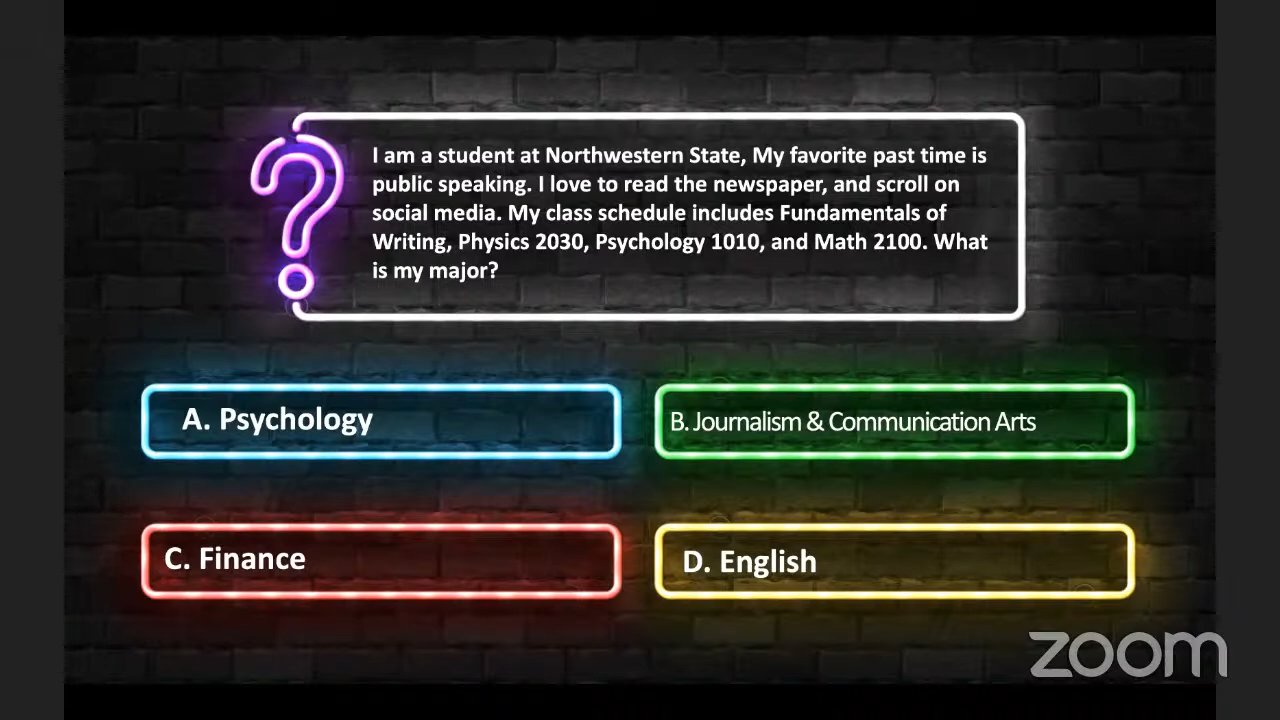 I am a student at Northwestern State, My favorite past time is
public speaking. I love to read the newspaper, and scroll on
social media. My class schedule includes Fundamentals of
Writing, Physics 2030, Psychology 1010, and Math 2100. What
is my major?
A. Psychology
B. Journalism & Communication Arts
C. Finance
D. English
zoom